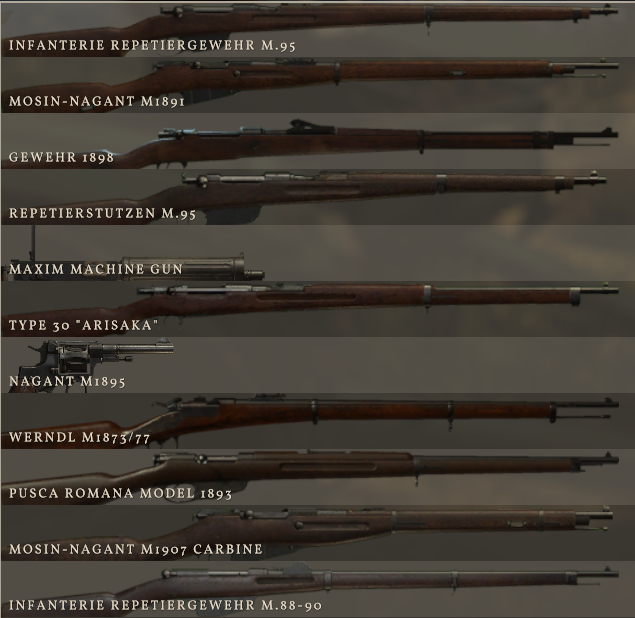 INFANTERIE REPETIERGEWEHR M.95
MOSIN-NAGANT M1891
GEWEHR 1898
REPETIERSTUTZEN M.95
MAXIM MACHINE GUN
TYPE 30 "ARISAKA"
NAGANT M1895
WERNDL M1873/77
PUSCA ROMANA MODEL 1893
MOSIN-NAGANT M1907 CARBINE
INFANTERIE REPETIERGEWEHR M.88-90